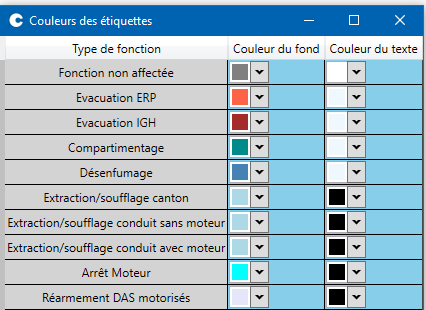 Couleurs des étiquettes
Type de fonction Couleur du fond Couleur du texte
Fonction non affectée
Evacuation ERP
Evacuation IGH
Compartimentage
Désenfumage
Extraction/soufflage canton
Extraction/soufflage conduit sans moteur
Extraction/soufflage conduit avec moteur
Arrêt Moteur
Réarmement DAS motorisés